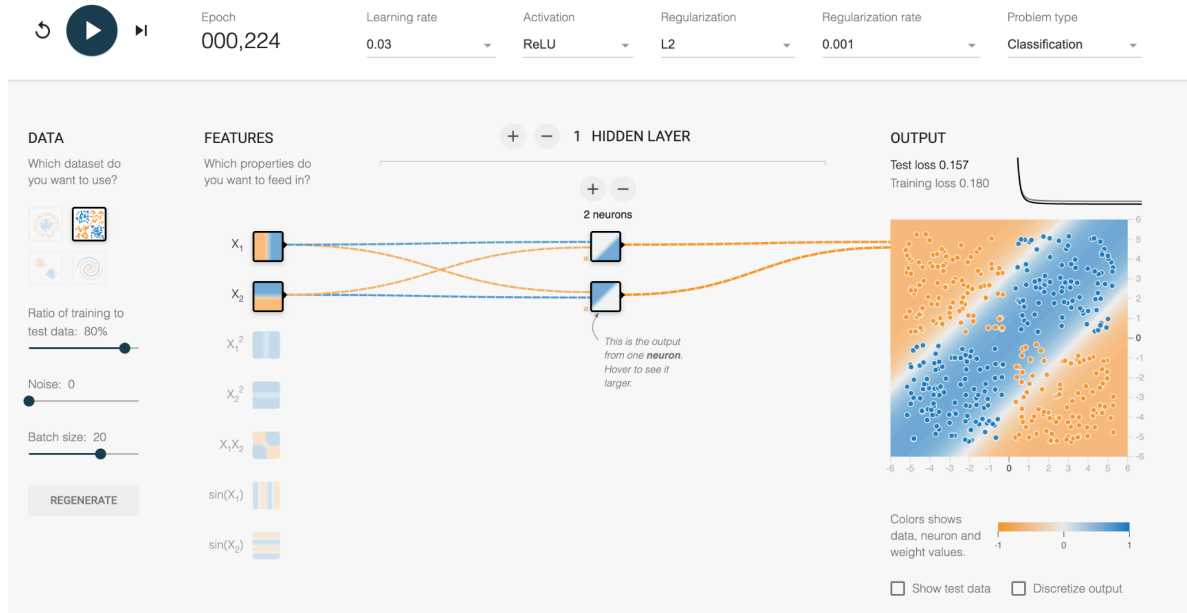 Epoch
000,224
Learning rate
0.03
Activation
ReLU
Regularization
L2
Regularization rate
0.001
Problem type
Classification
DATA
Which dataset do
you want to use?
Ratio of training to
test data: 80%
Noise: 0
Batch size: 20
REGENERATE
FEATURES
Which properties do
you want to feed in?
X₁
X₂
X₁²
X₂²
X₁X₂
sin(X₁)
sin(X₂)
+ − 1 HIDDEN LAYER
+ −
2 neurons
This is the output
from one neuron.
Hover to see it
larger.
OUTPUT
Test loss 0.157
Training loss 0.180
6
5
4
3
2
1
0
-1
-2
-3
-4
-5
-6
-6 -5 -4 -3 -2 -1 0 1 2 3 4 5 6
Colors shows
data, neuron and
weight values.
-1 0 1
Show test data
Discretize output